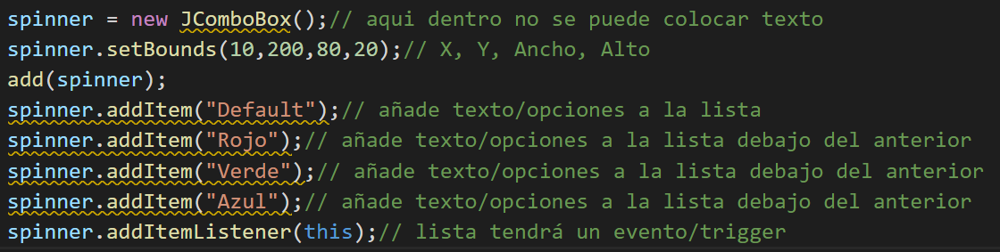 spinner = new JComboBox();// aqui dentro no se puede colocar texto
spinner.setBounds(10,200,80,20);// X, Y, Ancho, Alto
add(spinner);
spinner.addItem("Default");// añade texto/opciones a la lista
spinner.addItem("Rojo");// añade texto/opciones a la lista debajo del anterior
spinner.addItem("Verde");// añade texto/opciones a la lista debajo del anterior
spinner.addItem("Azul");// añade texto/opciones a la lista debajo del anterior
spinner.addItemListener(this);// lista tendrá un evento/trigger